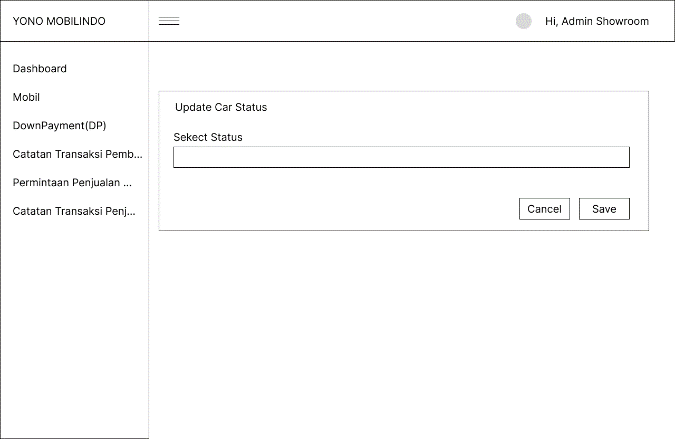 YONO MOBILINDO
Hi, Admin Showroom
Dashboard
Mobil
DownPayment(DP)
Catatan Transaksi Pemb...
Permintaan Penjualan ...
Catatan Transaksi Penj...
Update Car Status
Sekect Status
Cancel
Save